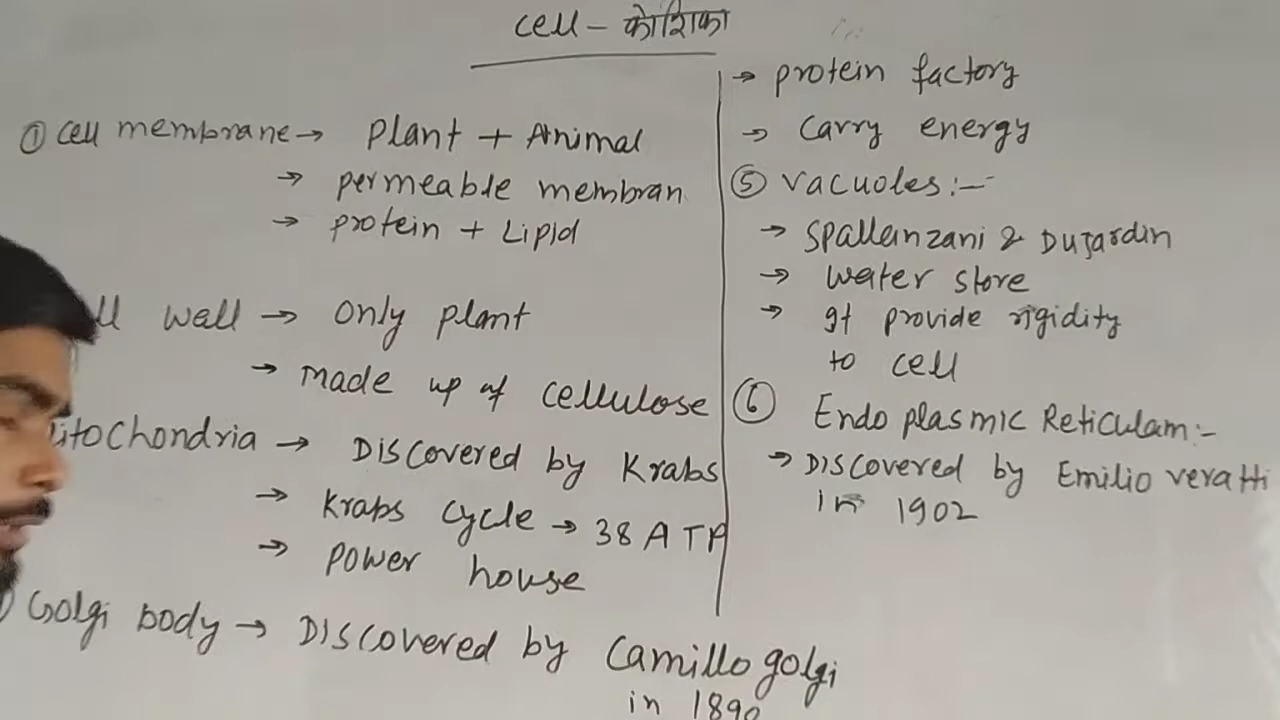 cell - कोशिका
① cell membrane → plant + Animal
→ permeable membran
→ protein + Lipid
ll wall → only plant
→ made up of cellulose
itochondria → Discovered by Krabs
→ Krabs cycle → 38 ATP
→ power house
Golgi body → Discovered by Camillo golgi
in 1890
→ protein factory
→ carry energy
⑤ vacuoles:-
→ spallanzani & Dujardin
→ water store
→ It provide rigidity
to cell
⑥ Endo plasmic Reticulam:-
→ Discovered by Emilio veratti
in 1902